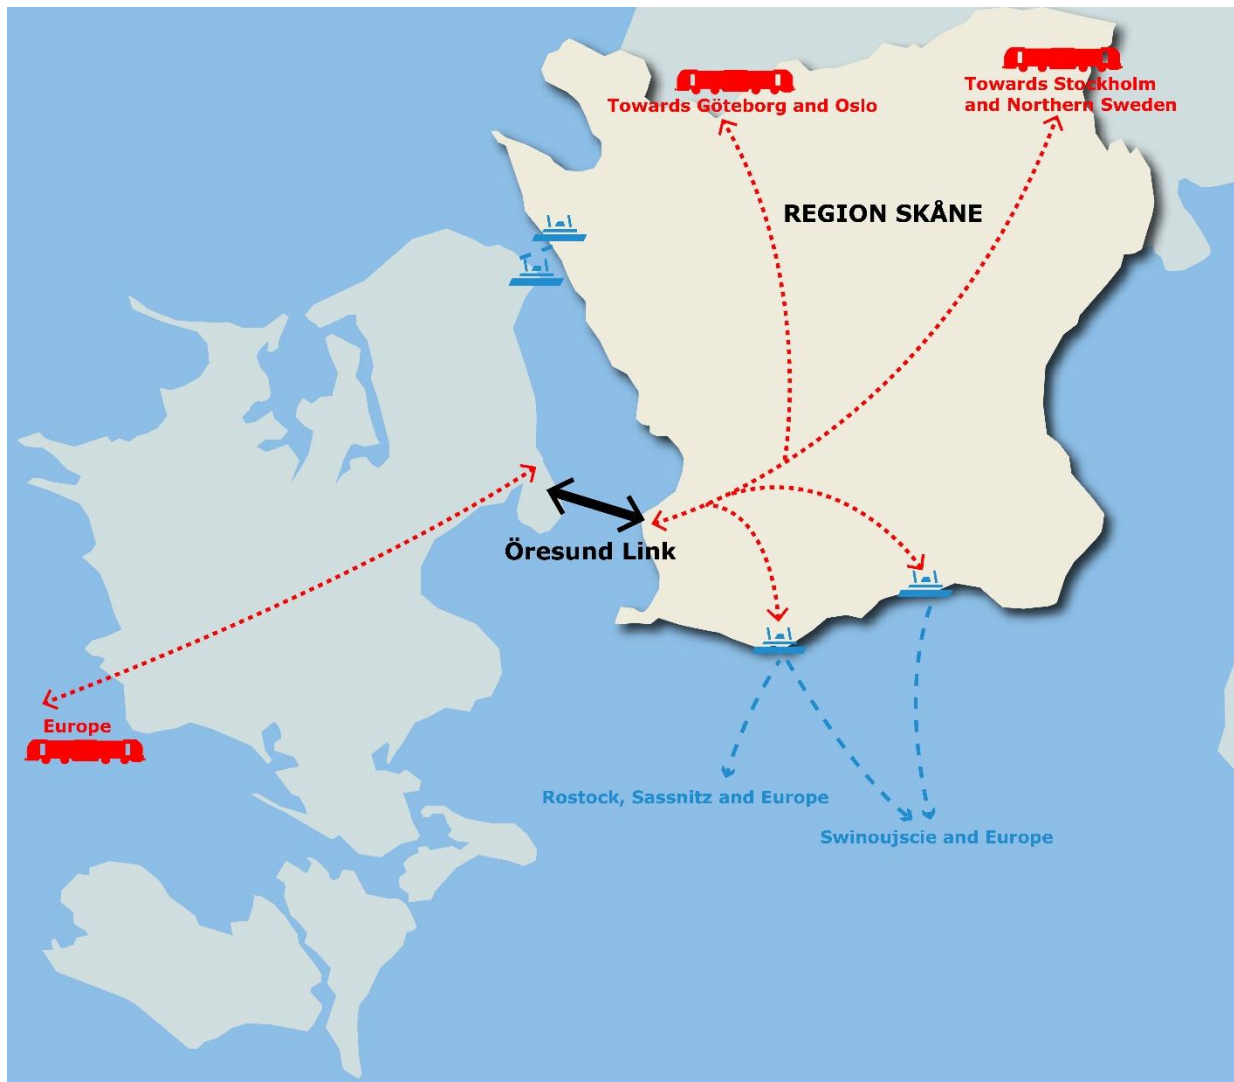 Towards Stockholm
and Northern Sweden
Towards Göteborg and Oslo
REGION SKÅNE
Öresund Link
Europe
Rostock, Sassnitz and Europe
Swinoujscie and Europe